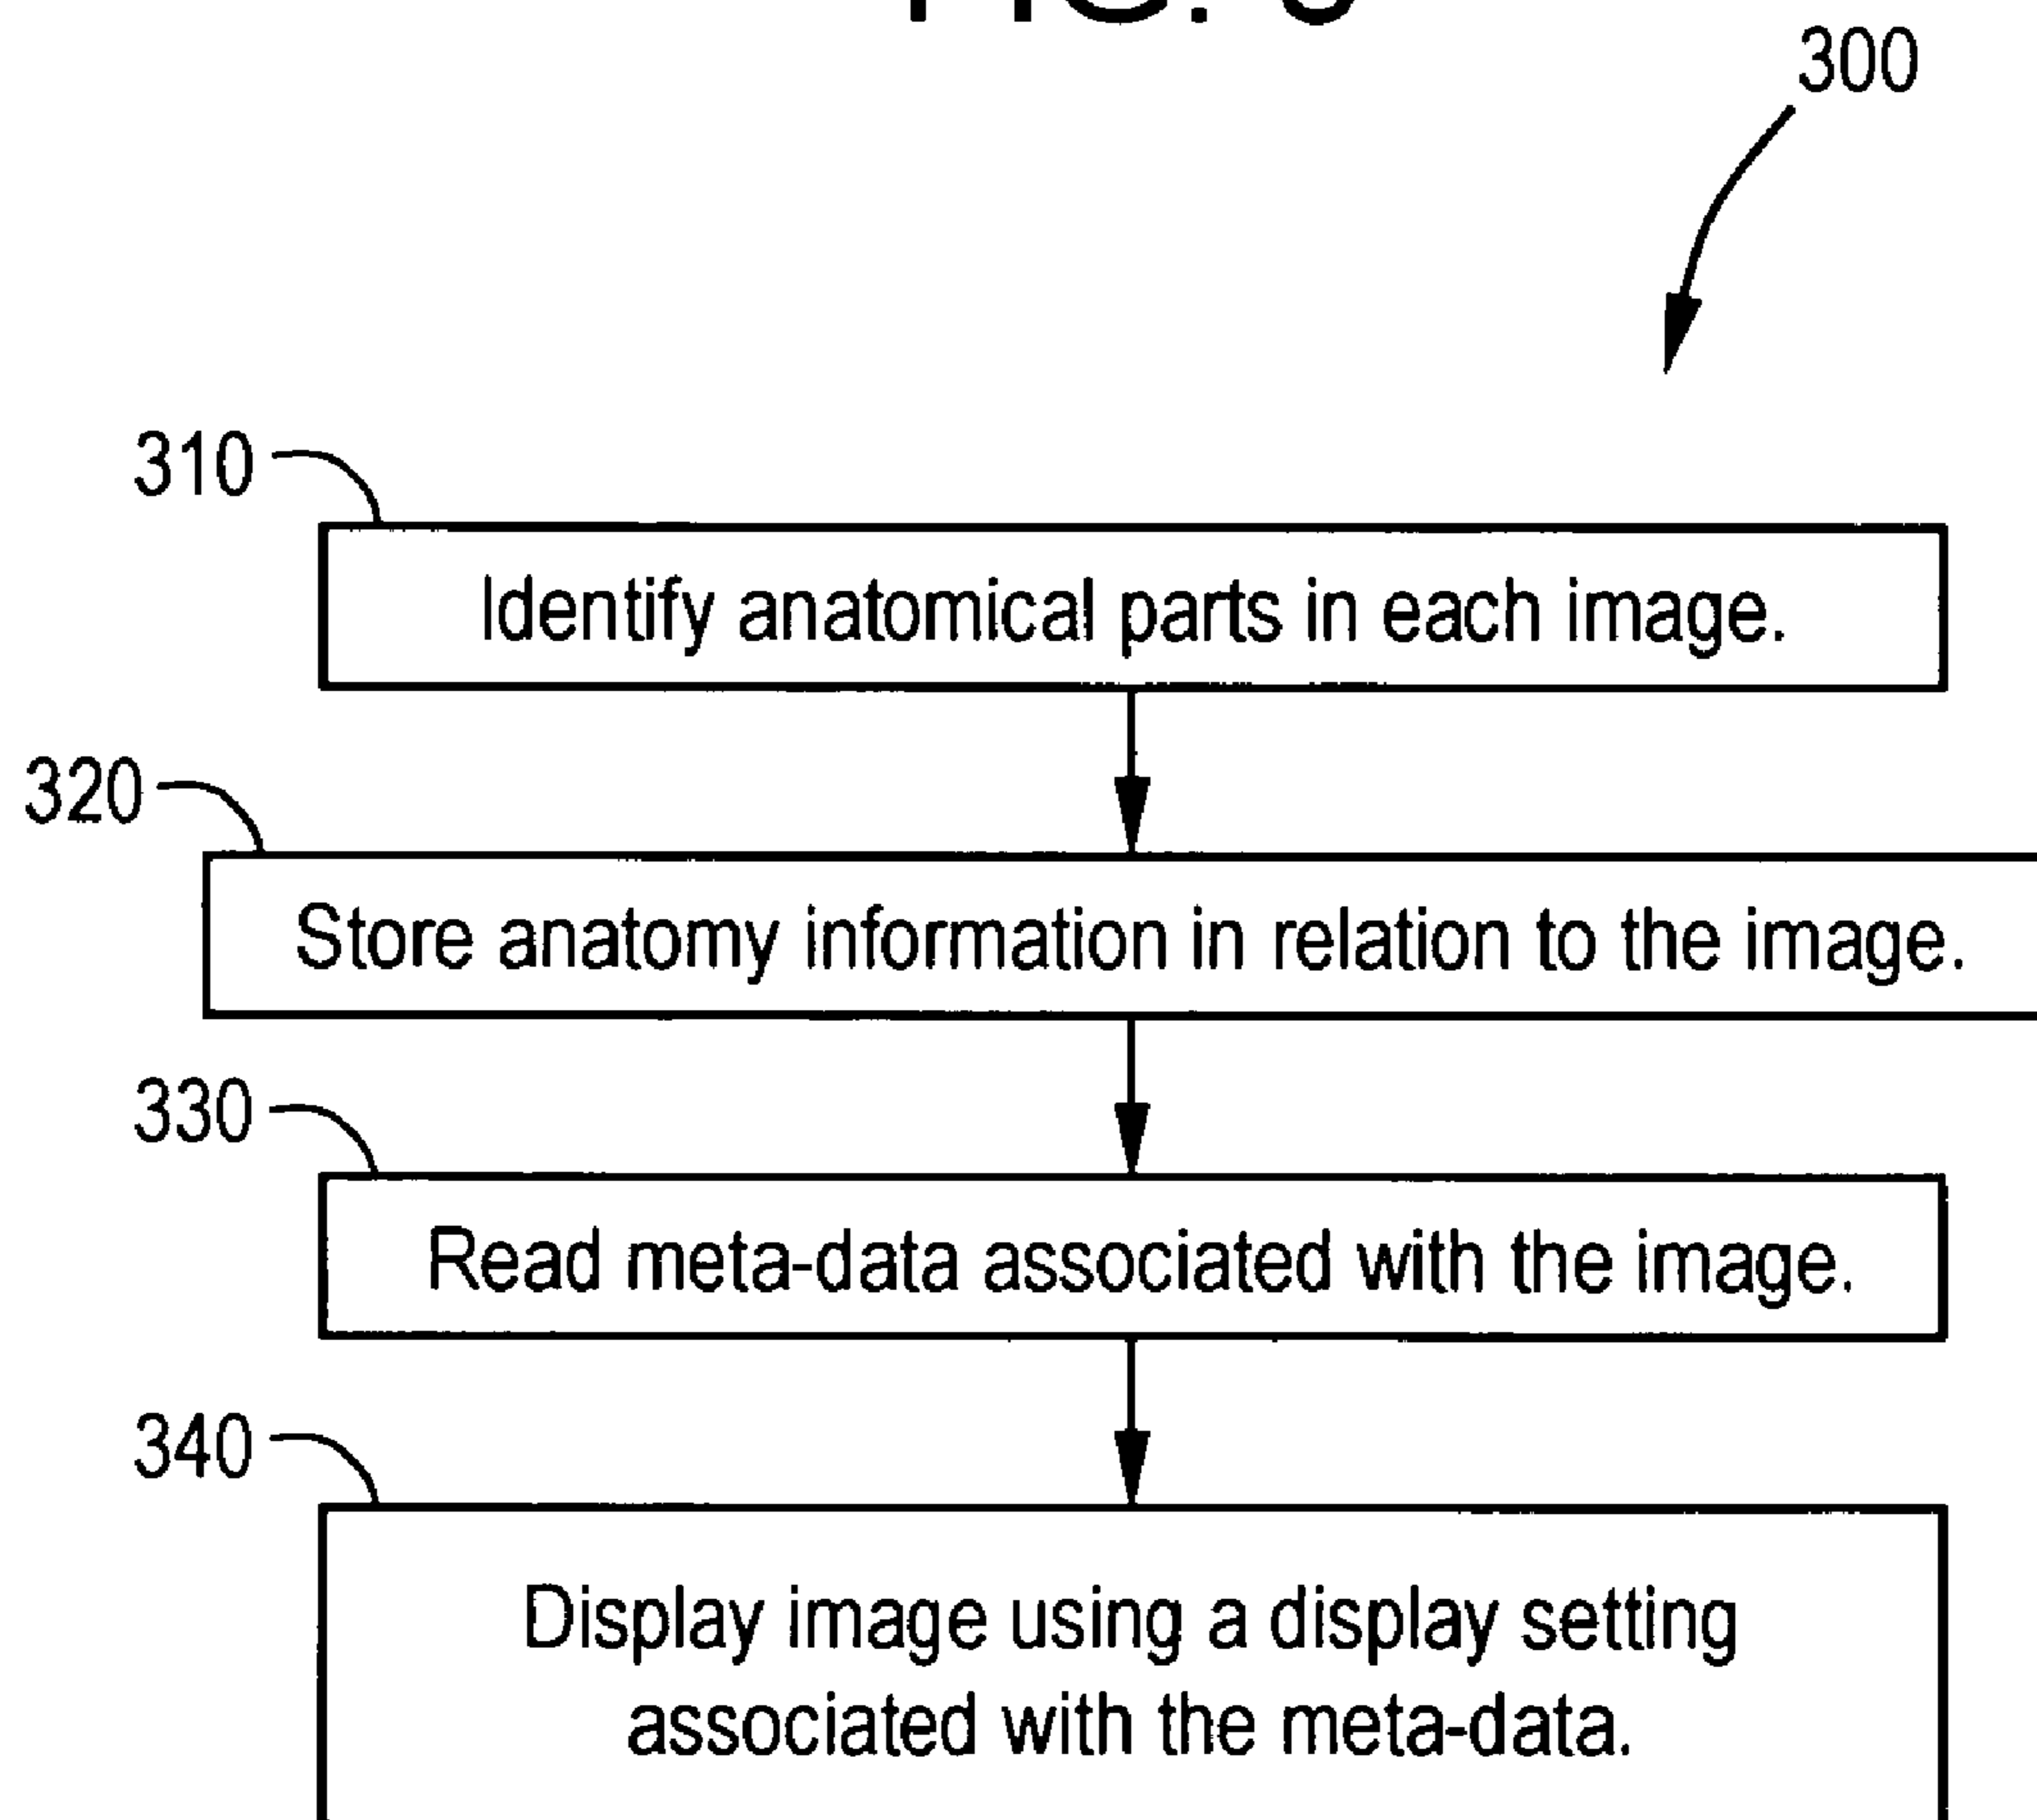 300
310
Identify anatomical parts in each image.
320
Store anatomy information in relation to the image.
330
Read meta-data associated with the image.
340
Display image using a display setting
associated with the meta-data.